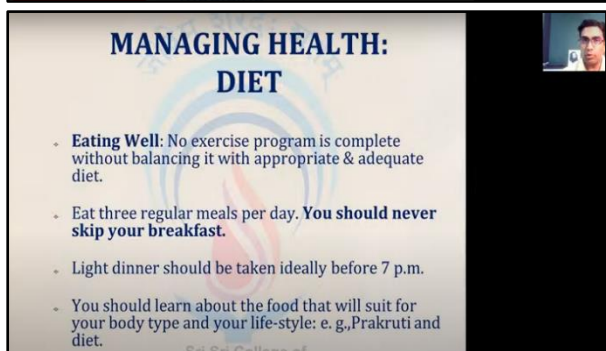 MANAGING HEALTH:
DIET
Eating Well: No exercise program is complete
without balancing it with appropriate & adequate
diet.
Eat three regular meals per day. You should never
skip your breakfast.
Light dinner should be taken ideally before 7 p.m.
You should learn about the food that will suit for
your body type and your life-style: e. g.,Prakruti and
diet.
Sri Sri College of